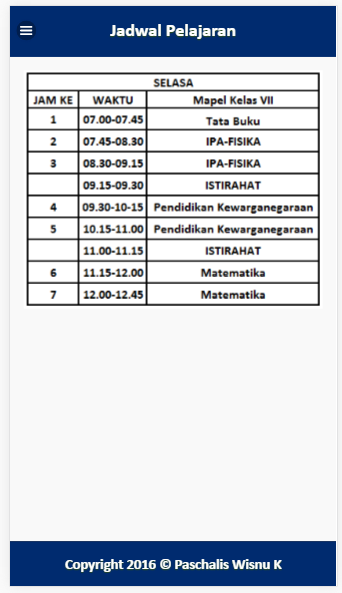 Jadwal Pelajaran
SELASA
JAM KE WAKTU Mapel Kelas VII
1 07.00-07.45 Tata Buku
2 07.45-08.30 IPA-FISIKA
3 08.30-09.15 IPA-FISIKA
09.15-09.30 ISTIRAHAT
4 09.30-10-15 Pendidikan Kewarganegaraan
5 10.15-11.00 Pendidikan Kewarganegaraan
11.00-11.15 ISTIRAHAT
6 11.15-12.00 Matematika
7 12.00-12.45 Matematika
Copyright 2016 © Paschalis Wisnu K